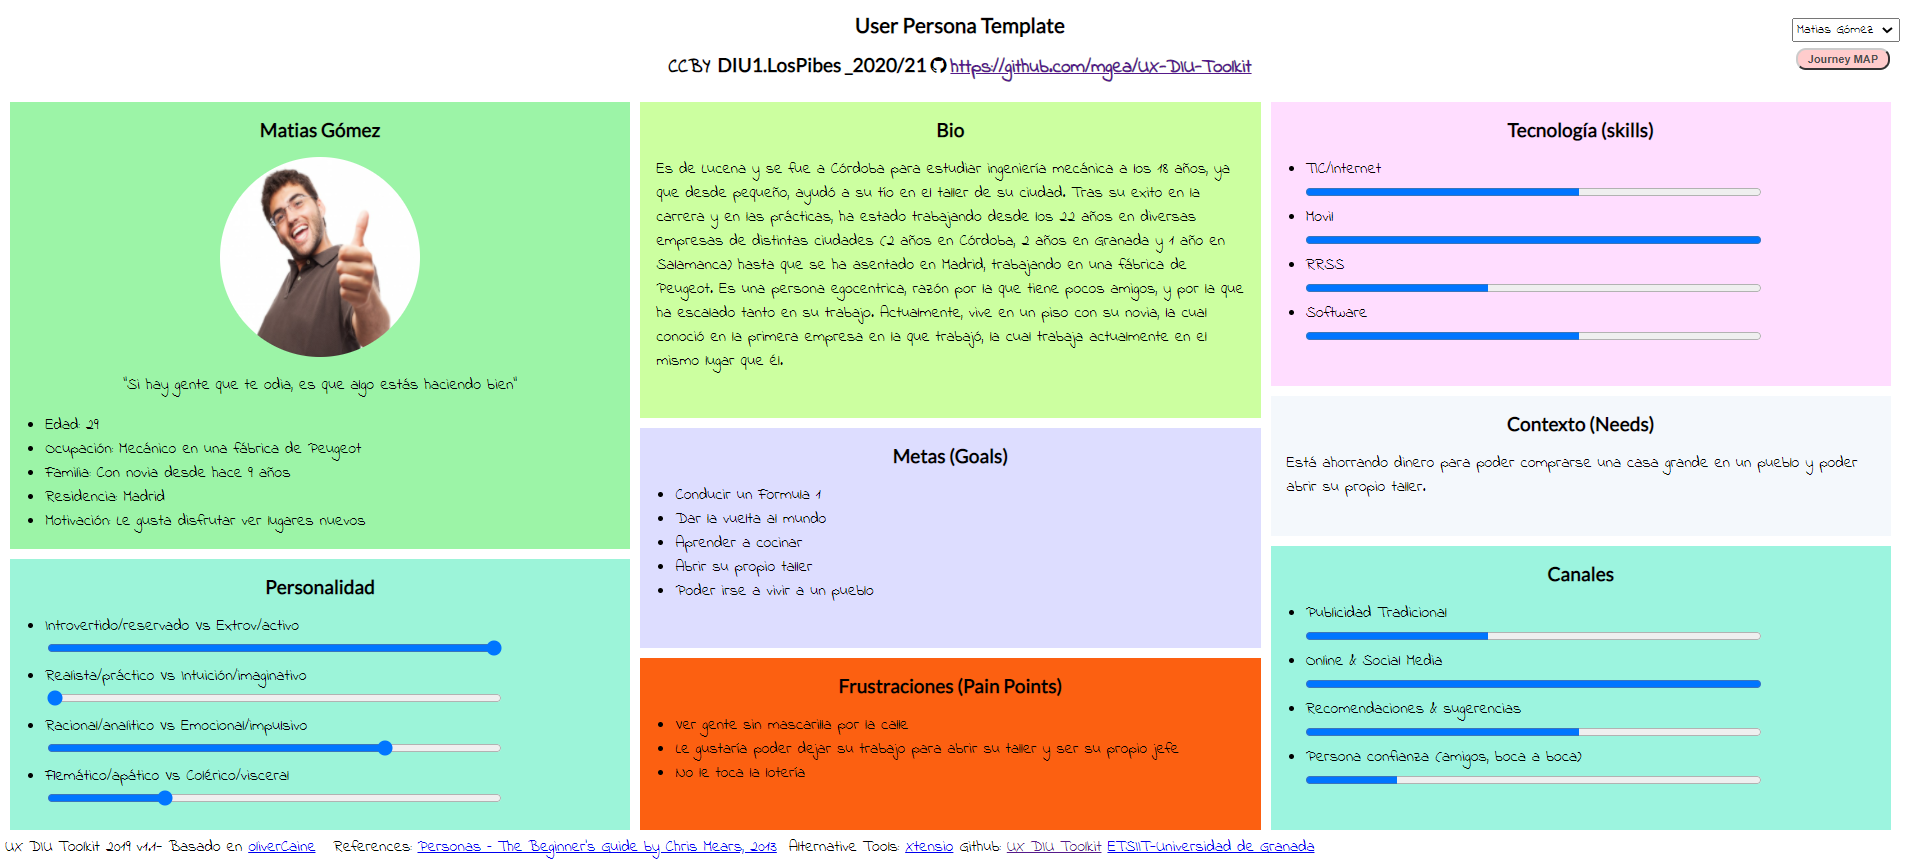 User Persona Template
CCBY DIU1.LosPibes _2020/21 https://github.com/mgea/UX-DIU-Toolkit
Matias Gómez
Journey MAP
Matias Gómez
"Si hay gente que te odia, es que algo estás haciendo bien"
Edad: 29
Ocupación: Mecánico en una fábrica de Peugeot
Familia: Con novia desde hace 9 años
Residencia: Madrid
Motivación: Le gusta disfrutar ver lugares nuevos
Personalidad
Introvertido/reservado Vs Extrov/activo
Realista/práctico Vs Intuición/imaginativo
Racional/analítico Vs Emocional/impulsivo
Flemático/apático Vs Colérico/visceral
Bio
Es de Lucena y se fue a Córdoba para estudiar ingeniería mecánica a los 18 años, ya
que desde pequeño, ayudó a su tío en el taller de su ciudad. Tras su exito en la
carrera y en las prácticas, ha estado trabajando desde los 22 años en diversas
empresas de distintas ciudades (2 años en Córdoba, 2 años en Granada y 1 año en
Salamanca) hasta que se ha asentado en Madrid, trabajando en una fábrica de
Peugeot. Es una persona egocentrica, razón por la que tiene pocos amigos, y por la que
ha escalado tanto en su trabajo. Actualmente, vive en un piso con su novia, la cual
conoció en la primera empresa en la que trabajó, la cual trabaja actualmente en el
mismo lugar que él.
Metas (Goals)
Conducir un Formula 1
Dar la vuelta al mundo
Aprender a cocinar
Abrir su propio taller
Poder irse a vivir a un pueblo
Frustraciones (Pain Points)
Ver gente sin mascarilla por la calle
Le gustaría poder dejar su trabajo para abrir su taller y ser su propio jefe
No le toca la lotería
Tecnología (skills)
TIC/Internet
Movil
RRSS
Software
Contexto (Needs)
Está ahorrando dinero para poder comprarse una casa grande en un pueblo y poder
abrir su propio taller.
Canales
Publicidad Tradicional
Online & Social Media
Recomendaciones & sugerencias
Persona confianza (amigos, boca a boca)
UX DIU Toolkit 2019 v1.1- Basado en oliverCaine References: Personas - The Beginner's Guide by Chris Mears, 2013 Alternative Tools: Xtensio Github: UX DIU Toolkit ETSIIT-Universidad de Granada